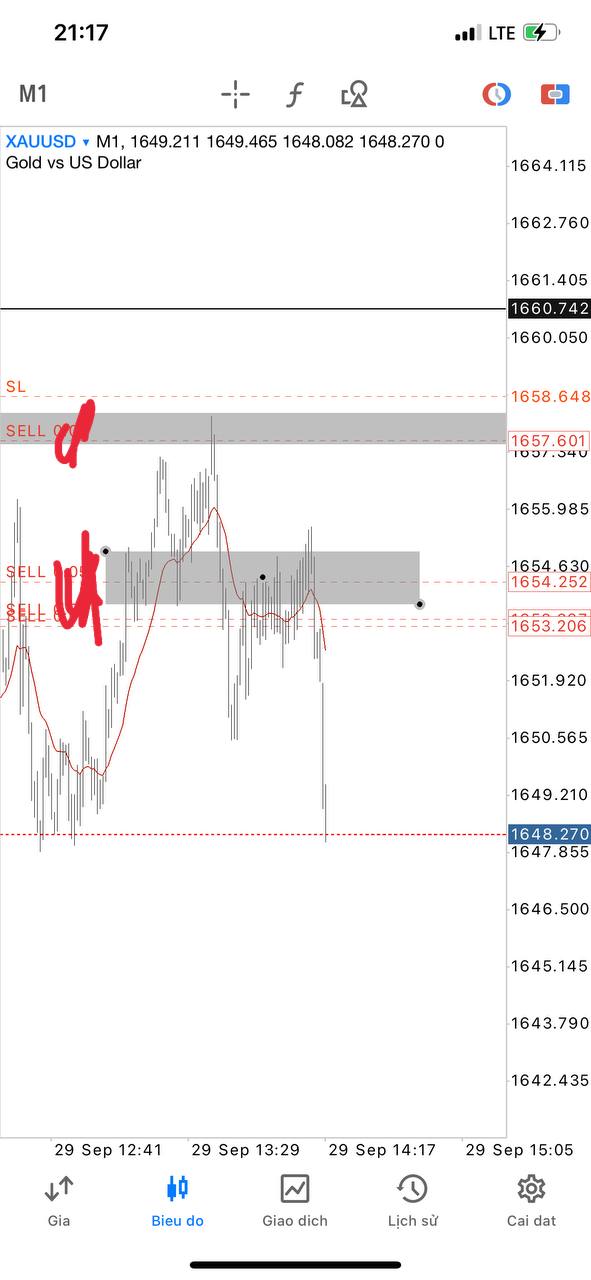 21:17
LTE
M1
XAUUSD M1, 1649.211 1649.465 1648.082 1648.270 0
Gold vs US Dollar
1664.115
1662.760
1661.405
1660.742
1660.050
SL
1658.648
SELL
1657.601
1657.340
1655.985
1654.630
SELL
1654.252
SELL
SELL
1653.206
1651.920
1650.565
1649.210
1648.270
1647.855
1646.500
1645.145
1643.790
1642.435
29 Sep 12:41 29 Sep 13:29 29 Sep 14:17 29 Sep 15:05
Gia Bieu do Giao dich Lịch sử Cai dat